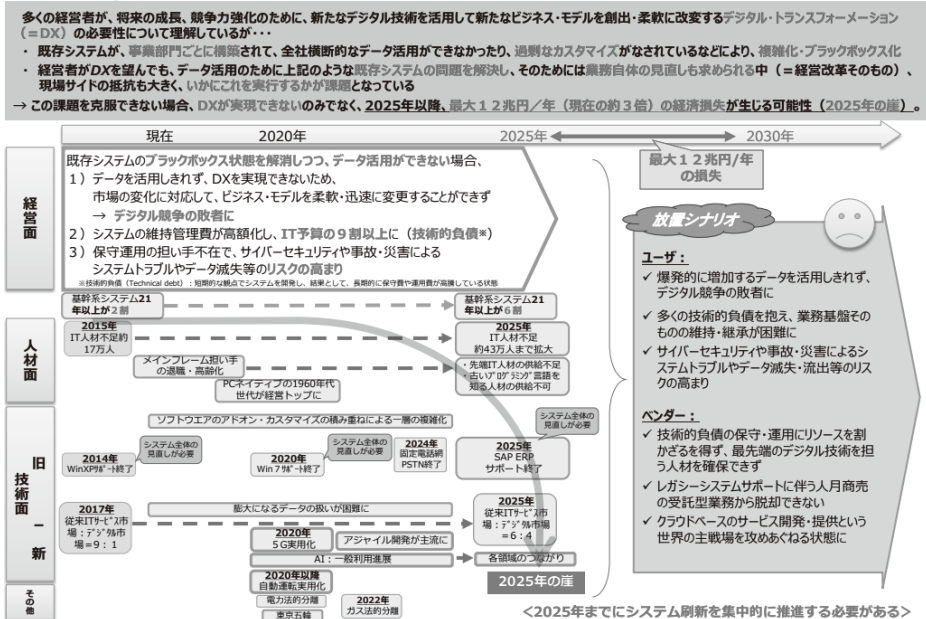 多くの経営者が、将来の成長、競争力強化のために、新たなデジタル技術を活用して新たなビジネス・モデルを創出・柔軟に改変するデジタル・トランスフォーメーション
（＝DX）の必要性について理解しているが・・・
・ 既存システムが、事業部門ごとに構築されて、全社横断的なデータ活用ができなかったり、過剰なカスタマイズがなされているなどにより、複雑化・ブラックボックス化
・ 経営者がDXを望んでも、データ活用のために上記のような既存システムの問題を解決し、そのためには業務自体の見直しも求められる中（＝経営改革そのもの）、
現場サイドの抵抗も大きく、いかにこれを実行するかが課題となっている
→ この課題を克服できない場合、DXが実現できないのみでなく、2025年以降、最大１２兆円／年（現在の約３倍）の経済損失が生じる可能性（2025年の崖）。
現在 2020年 2025年 2030年
最大１２兆円/年
の損失
経営面
既存システムのブラックボックス状態を解消しつつ、データ活用ができない場合、
１）データを活用しきれず、DXを実現できないため、
市場の変化に対応して、ビジネス・モデルを柔軟・迅速に変更することができず
→ デジタル競争の敗者に
２）システムの維持管理費が高額化し、IT予算の９割以上に（技術的負債※）
３）保守運用の担い手不在で、サイバーセキュリティや事故・災害による
システムトラブルやデータ滅失等のリスクの高まり
※技術的負債（Technical debt）：短期的な観点でシステムを開発し、結果として、長期的に保守費や運用費が高騰している状態
基幹系システム21
年以上が２割
基幹系システム21
年以上が６割
人材面
2015年
IT人材不足約
17万人
2025年
IT人材不足
約43万人まで拡大
メインフレーム担い手
の退職・高齢化
・先端IT人材の供給不足
・古いプログラミング言語を
知る人材の供給不可
PCネイティブの1960年代
世代が経営トップに
技術面
旧
ー
新
ソフトウエアのアドオン・カスタマイズの積み重ねによる一層の複雑化
システム全体の
見直しが必要
2014年
WinXPサポート終了
システム全体の
見直しが必要
2020年
Win７サポート終了
2024年
固定電話網
PSTN終了
システム全体の
見直しが必要
2025年
SAP ERP
サポート終了
2017年
従来ITサービス市
場：デジタル市
場＝9：1
膨大になるデータの扱いが困難に
2025年
従来ITサービス市
場：デジタル市場
＝6：4
2020年
５G実用化
アジャイル開発が主流に
AI：一般利用進展
各領域のつながり
2020年以降
自動運転実用化
2025年の崖
その他
電力法的分離
東京五輪
2022年
ガス法的分離
放置シナリオ
ユーザ：
✓ 爆発的に増加するデータを活用しきれず、
デジタル競争の敗者に
✓ 多くの技術的負債を抱え、業務基盤そ
のものの維持・継承が困難に
✓ サイバーセキュリティや事故・災害によるシ
ステムトラブルやデータ滅失・流出等のリス
クの高まり
ベンダー：
✓ 技術的負債の保守・運用にリソースを割
かざるを得ず、最先端のデジタル技術を担
う人材を確保できず
✓ レガシーシステムサポートに伴う人月商売
の受託型業務から脱却できない
✓ クラウドベースのサービス開発・提供という
世界の主戦場を攻めあぐねる状態に
＜2025年までにシステム刷新を集中的に推進する必要がある＞